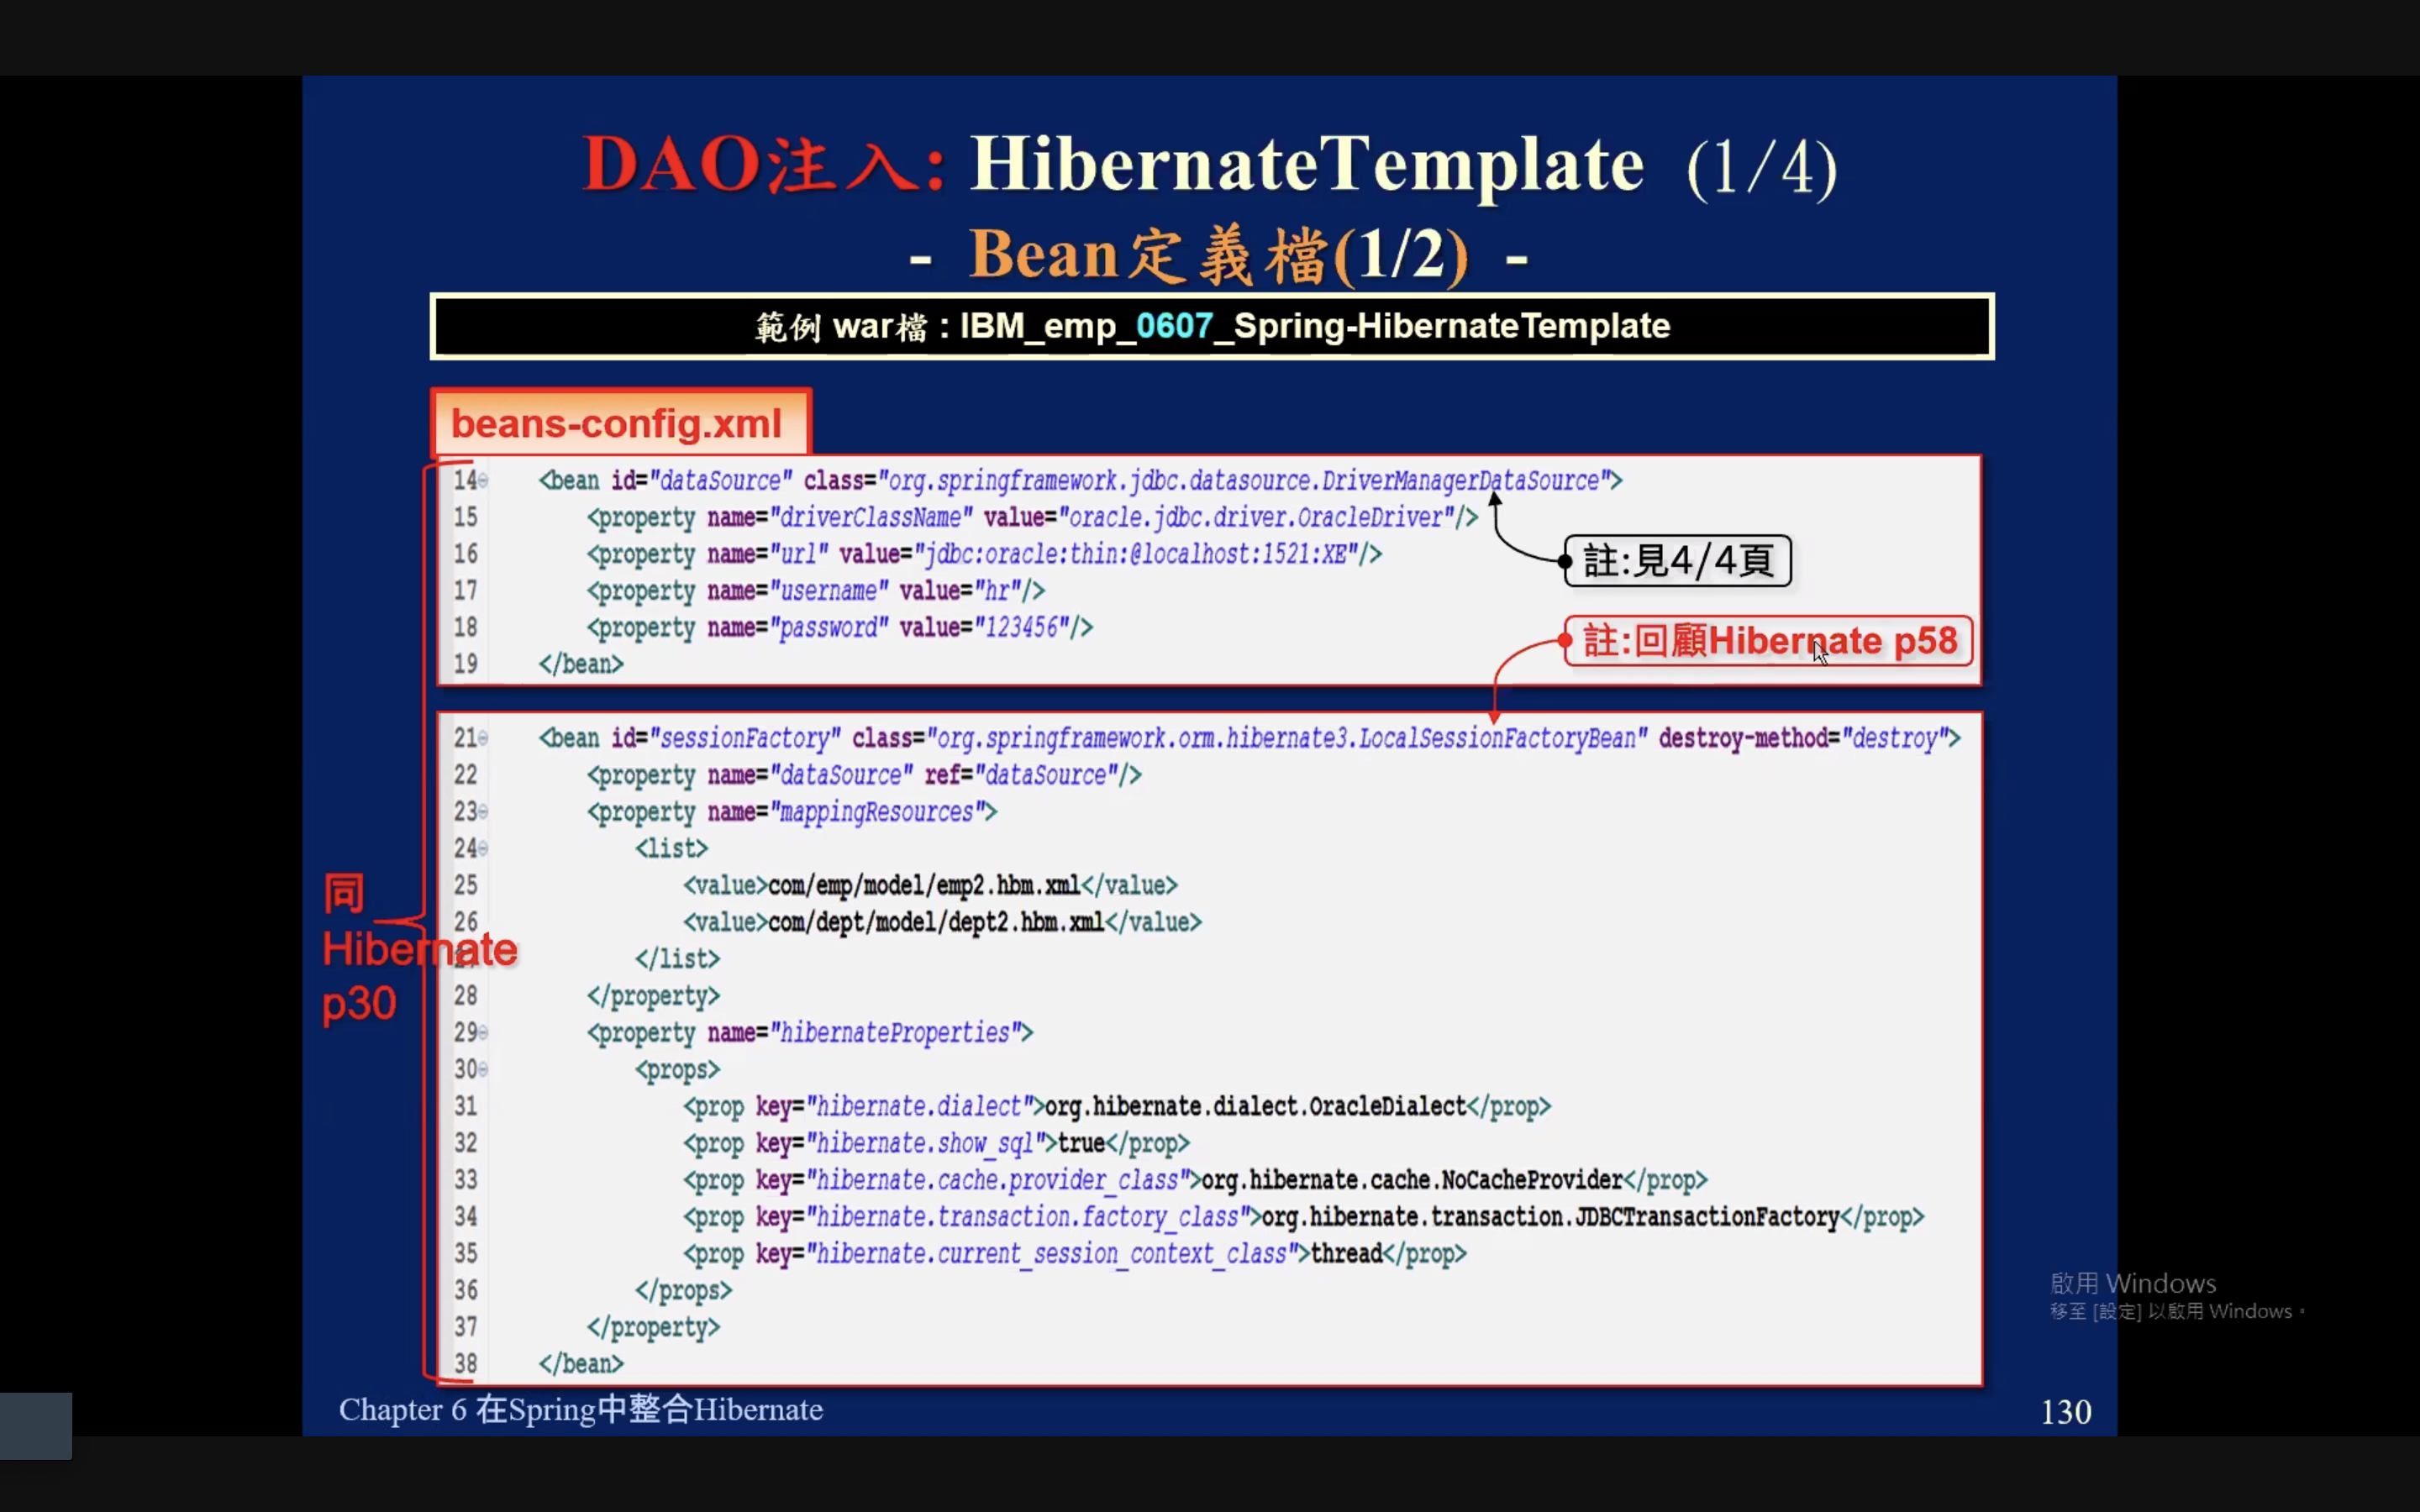 DAO注入: HibernateTemplate (1/4)
- Bean定義檔(1/2) -
範例 war檔 : IBM_emp_0607_Spring-HibernateTemplate
beans-config.xml
14 <bean id="dataSource" class="org.springframework.jdbc.datasource.DriverManagerDataSource">
15 <property name="driverClassName" value="oracle.jdbc.driver.OracleDriver"/>
16 <property name="url" value="jdbc:oracle:thin:@localhost:1521:XE"/>
17 <property name="username" value="hr"/>
18 <property name="password" value="123456"/>
19 </bean>
註:見4/4頁
註:回顧Hibernate p58
21 <bean id="sessionFactory" class="org.springframework.orm.hibernate3.LocalSessionFactoryBean" destroy-method="destroy">
22 <property name="dataSource" ref="dataSource"/>
23 <property name="mappingResources">
24 <list>
25 <value>com/emp/model/emp2.hbm.xml</value>
26 <value>com/dept/model/dept2.hbm.xml</value>
</list>
28 </property>
29 <property name="hibernateProperties">
30 <props>
31 <prop key="hibernate.dialect">org.hibernate.dialect.OracleDialect</prop>
32 <prop key="hibernate.show_sql">true</prop>
33 <prop key="hibernate.cache.provider_class">org.hibernate.cache.NoCacheProvider</prop>
34 <prop key="hibernate.transaction.factory_class">org.hibernate.transaction.JDBCTransactionFactory</prop>
35 <prop key="hibernate.current_session_context_class">thread</prop>
36 </props>
37 </property>
38 </bean>
同
Hibernate
p30
啟用 Windows
移至 [設定] 以啟用 Windows。
Chapter 6 在Spring中整合Hibernate
130